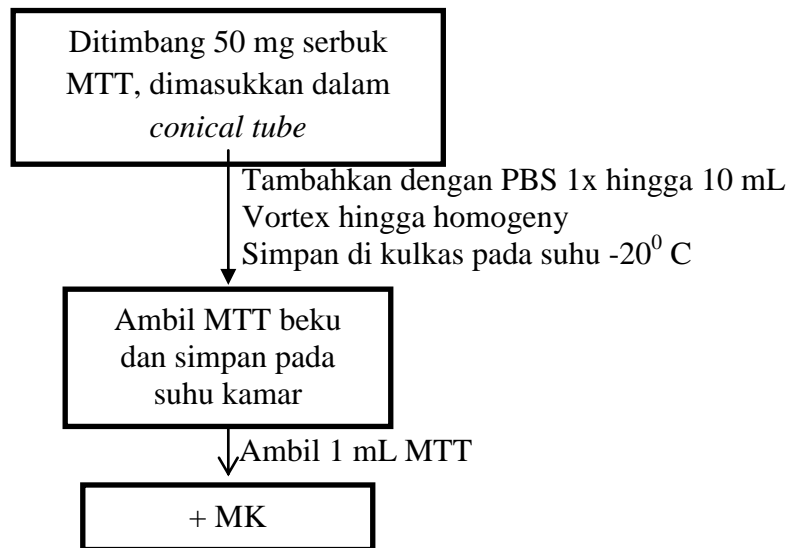 Ditimbang 50 mg serbuk
MTT, dimasukkan dalam
conical tube
Tambahkan dengan PBS 1x hingga 10 mL
Vortex hingga homogeny
Simpan di kulkas pada suhu -20⁰ C
Ambil MTT beku
dan simpan pada
suhu kamar
Ambil 1 mL MTT
+ MK